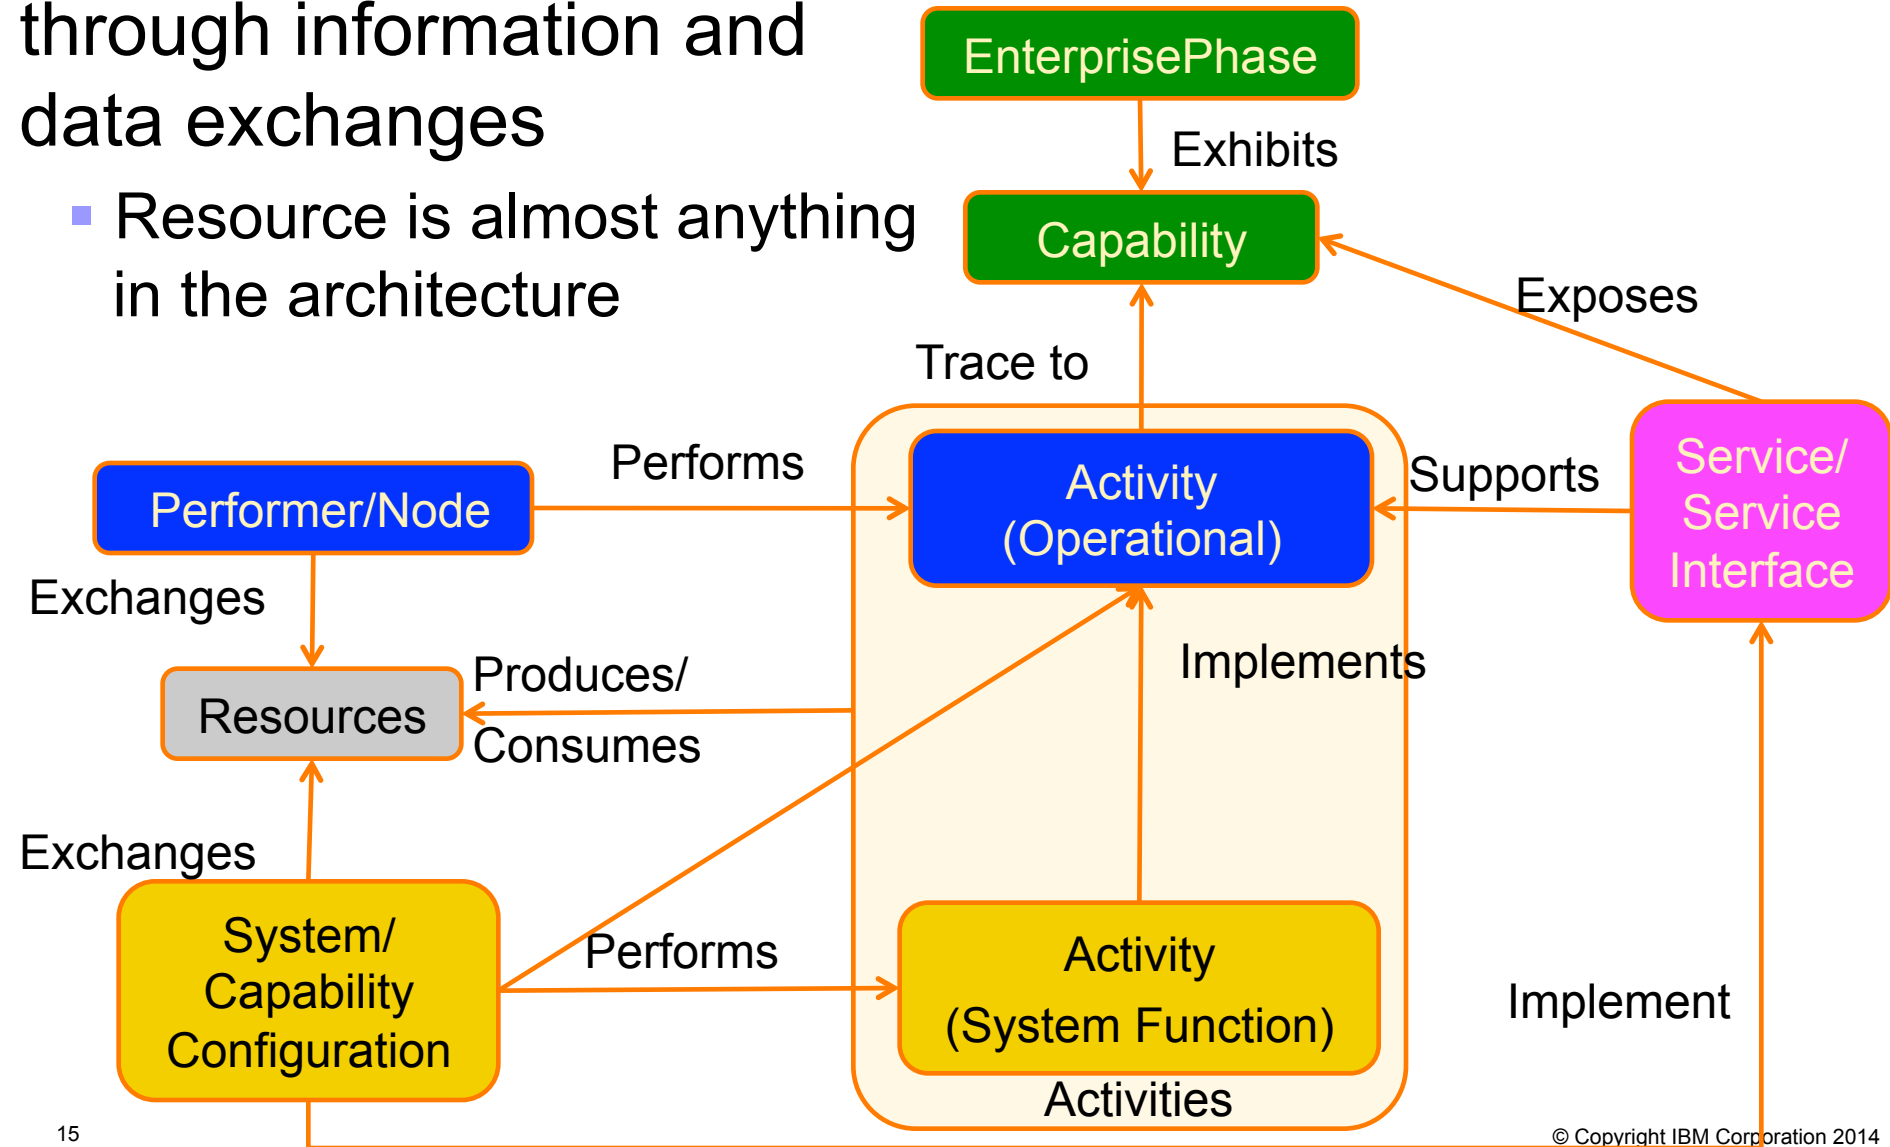 through information and
data exchanges
Resource is almost anything
in the architecture
EnterprisePhase
Exhibits
Capability
Exposes
Trace to
Performer/Node
Performs
Activity
(Operational)
Supports
Service/
Service
Interface
Exchanges
Resources
Produces/
Consumes
Implements
Exchanges
System/
Capability
Configuration
Performs
Activity
(System Function)
Activities
Implement
15
© Copyright IBM Corporation 2014